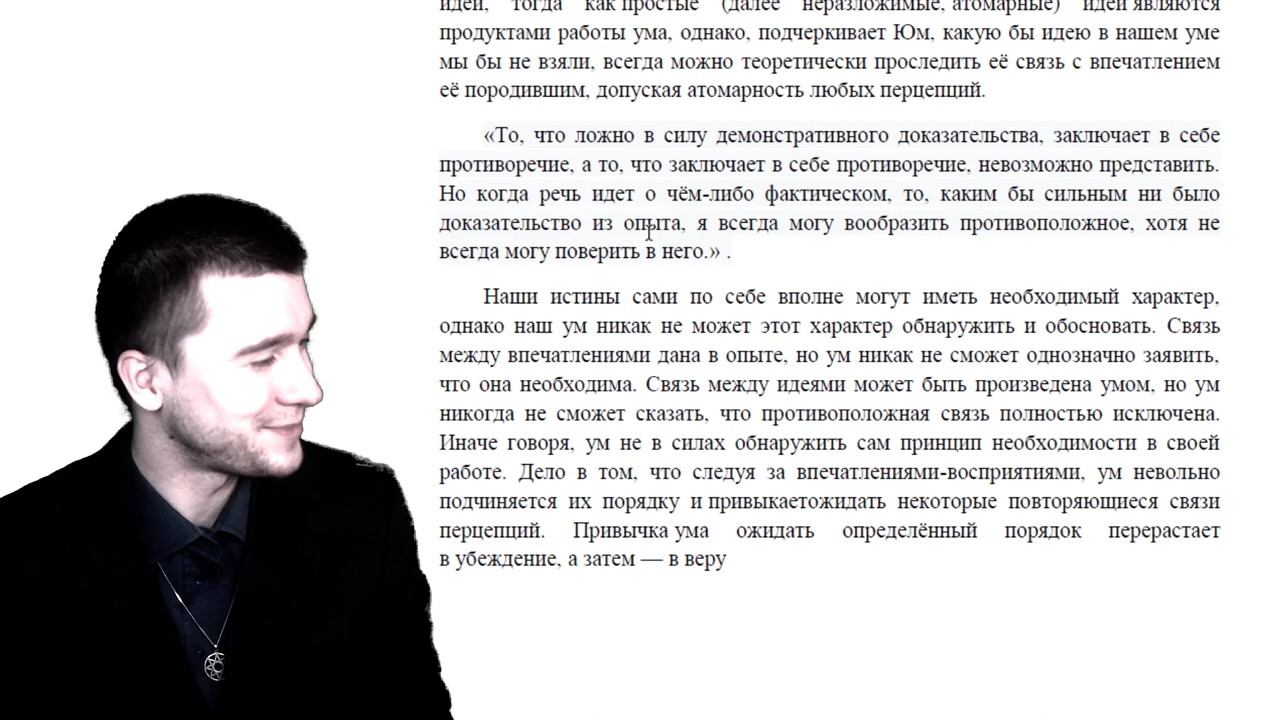 идей, тогда как простые (далее неразложимые, атомарные) идеи являются
продуктами работы ума, однако, подчеркивает Юм, какую бы идею в нашем уме
мы бы не взяли, всегда можно теоретически проследить её связь с впечатлением
её породившим, допуская атомарность любых перцепций.
«То, что ложно в силу демонстративного доказательства, заключает в себе
противоречие, а то, что заключает в себе противоречие, невозможно представить.
Но когда речь идет о чём-либо фактическом, то, каким бы сильным ни было
доказательство из опыта, я всегда могу вообразить противоположное, хотя не
всегда могу поверить в него.» .
Наши истины сами по себе вполне могут иметь необходимый характер,
однако наш ум никак не может этот характер обнаружить и обосновать. Связь
между впечатлениями дана в опыте, но ум никак не сможет однозначно заявить,
что она необходима. Связь между идеями может быть произведена умом, но ум
никогда не сможет сказать, что противоположная связь полностью исключена.
Иначе говоря, ум не в силах обнаружить сам принцип необходимости в своей
работе. Дело в том, что следуя за впечатлениями-восприятиями, ум невольно
подчиняется их порядку и привыкаетожидать некоторые повторяющиеся связи
перцепций. Привычка ума ожидать определённый порядок перерастает
в убеждение, а затем — в веру